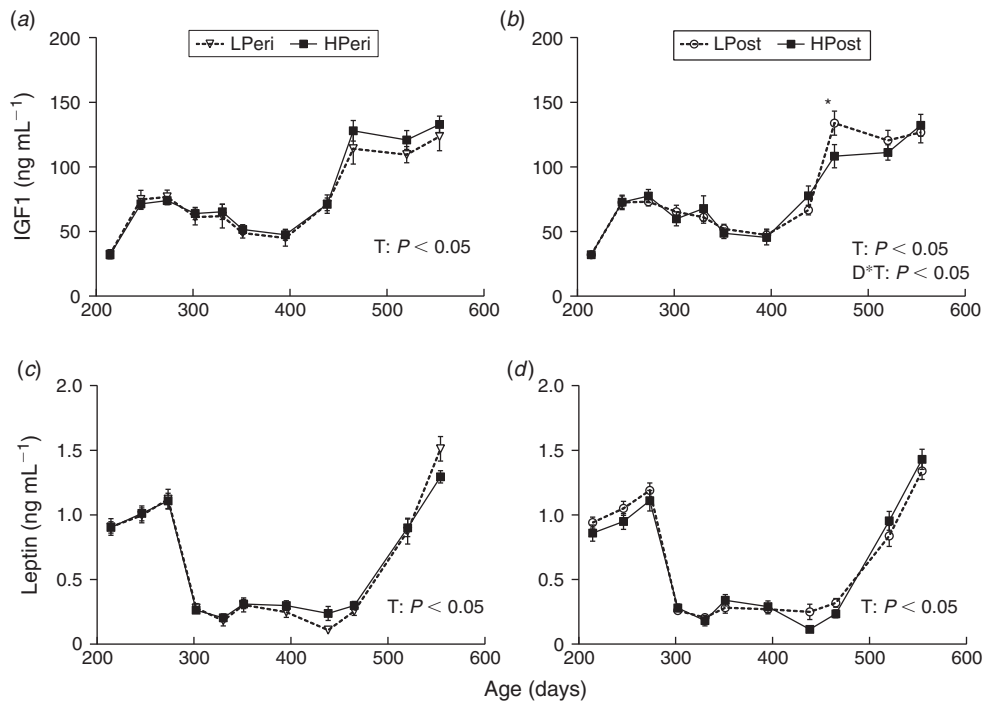 (a)
(b)
LPeri HPeri
LPost HPost
IGF1 (ng mL⁻¹)
200
150
100
50
0
T: P < 0.05
200 300 400 500 600
200
150
100
50
0
*
T: P < 0.05
D*T: P < 0.05
200 300 400 500 600
(c)
(d)
Leptin (ng mL⁻¹)
2.0
1.5
1.0
0.5
0
T: P < 0.05
200 300 400 500 600
2.0
1.5
1.0
0.5
0
T: P < 0.05
200 300 400 500 600
Age (days)